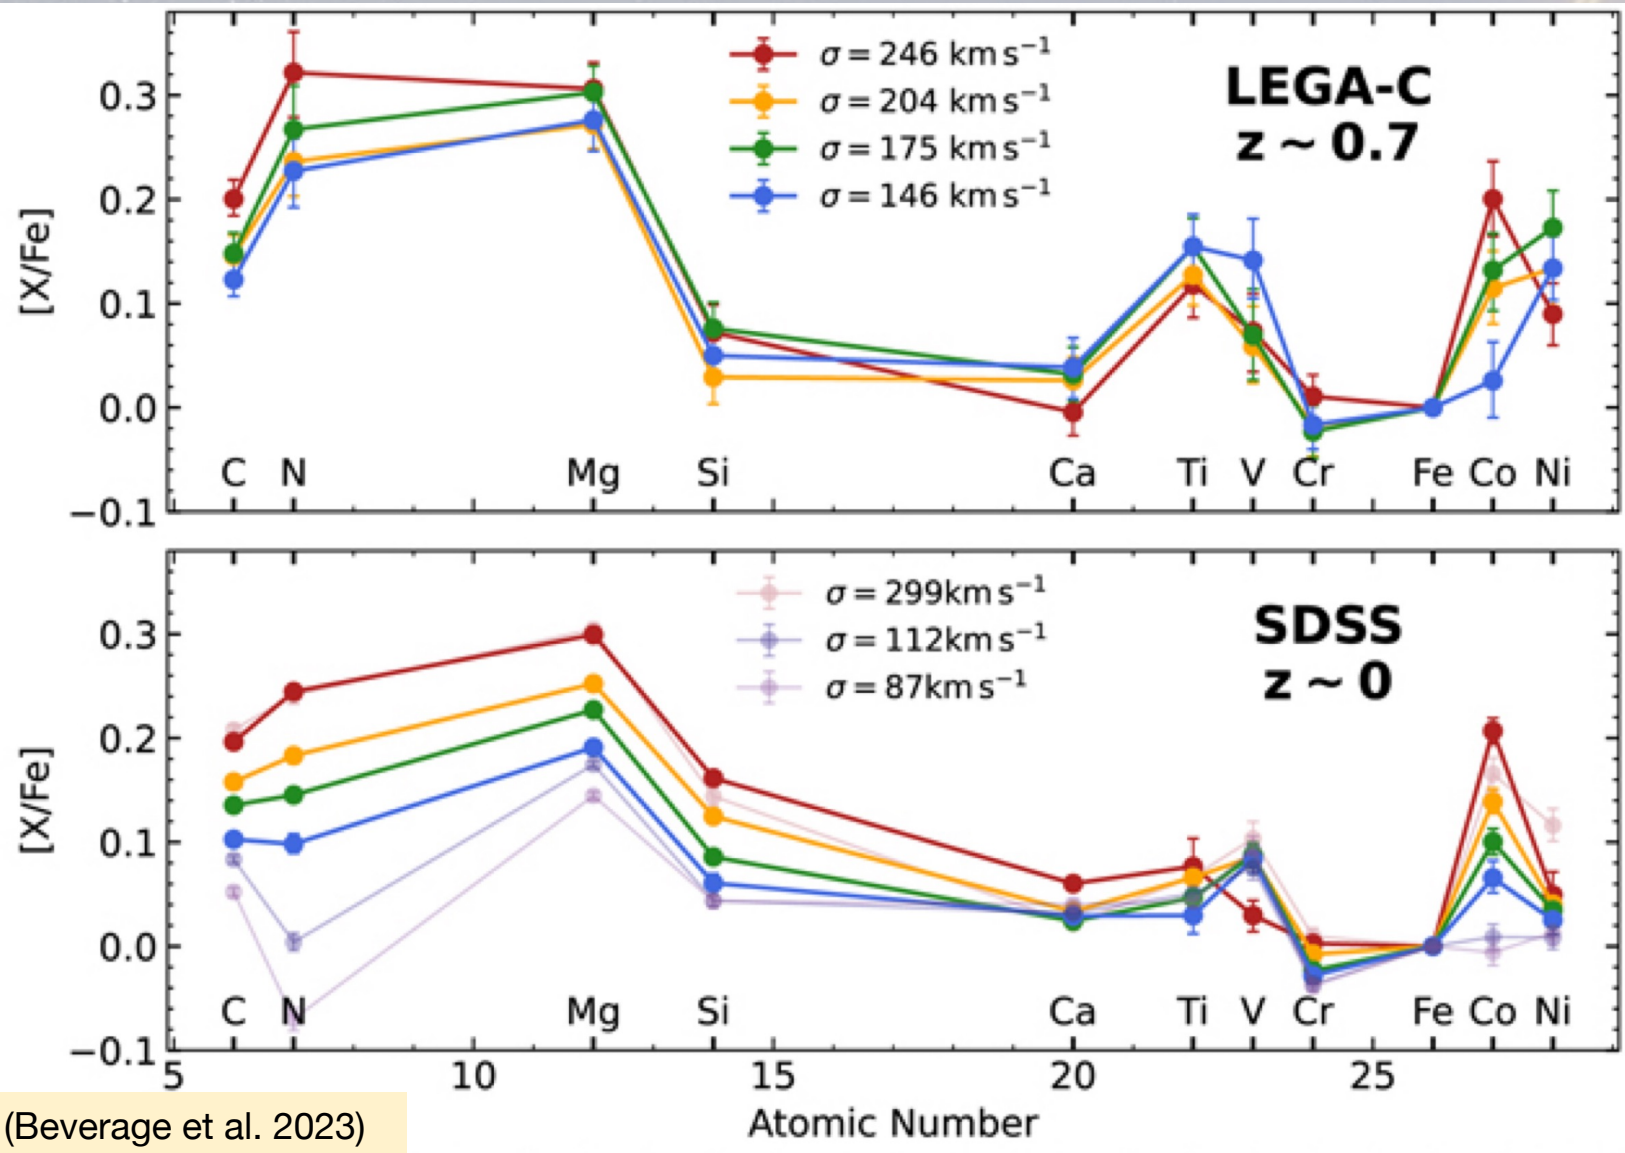 σ = 246 km s⁻¹
σ = 204 km s⁻¹
σ = 175 km s⁻¹
σ = 146 km s⁻¹
LEGA-C
z ~ 0.7
[X/Fe]
0.3
0.2
0.1
0.0
−0.1
C N Mg Si Ca Ti V Cr Fe Co Ni
σ = 299km s⁻¹
σ = 112km s⁻¹
σ = 87km s⁻¹
SDSS
z ~ 0
[X/Fe]
0.3
0.2
0.1
0.0
−0.1
C N Mg Si Ca Ti V Cr Fe Co Ni
5 10 15 20 25
Atomic Number
(Beverage et al. 2023)